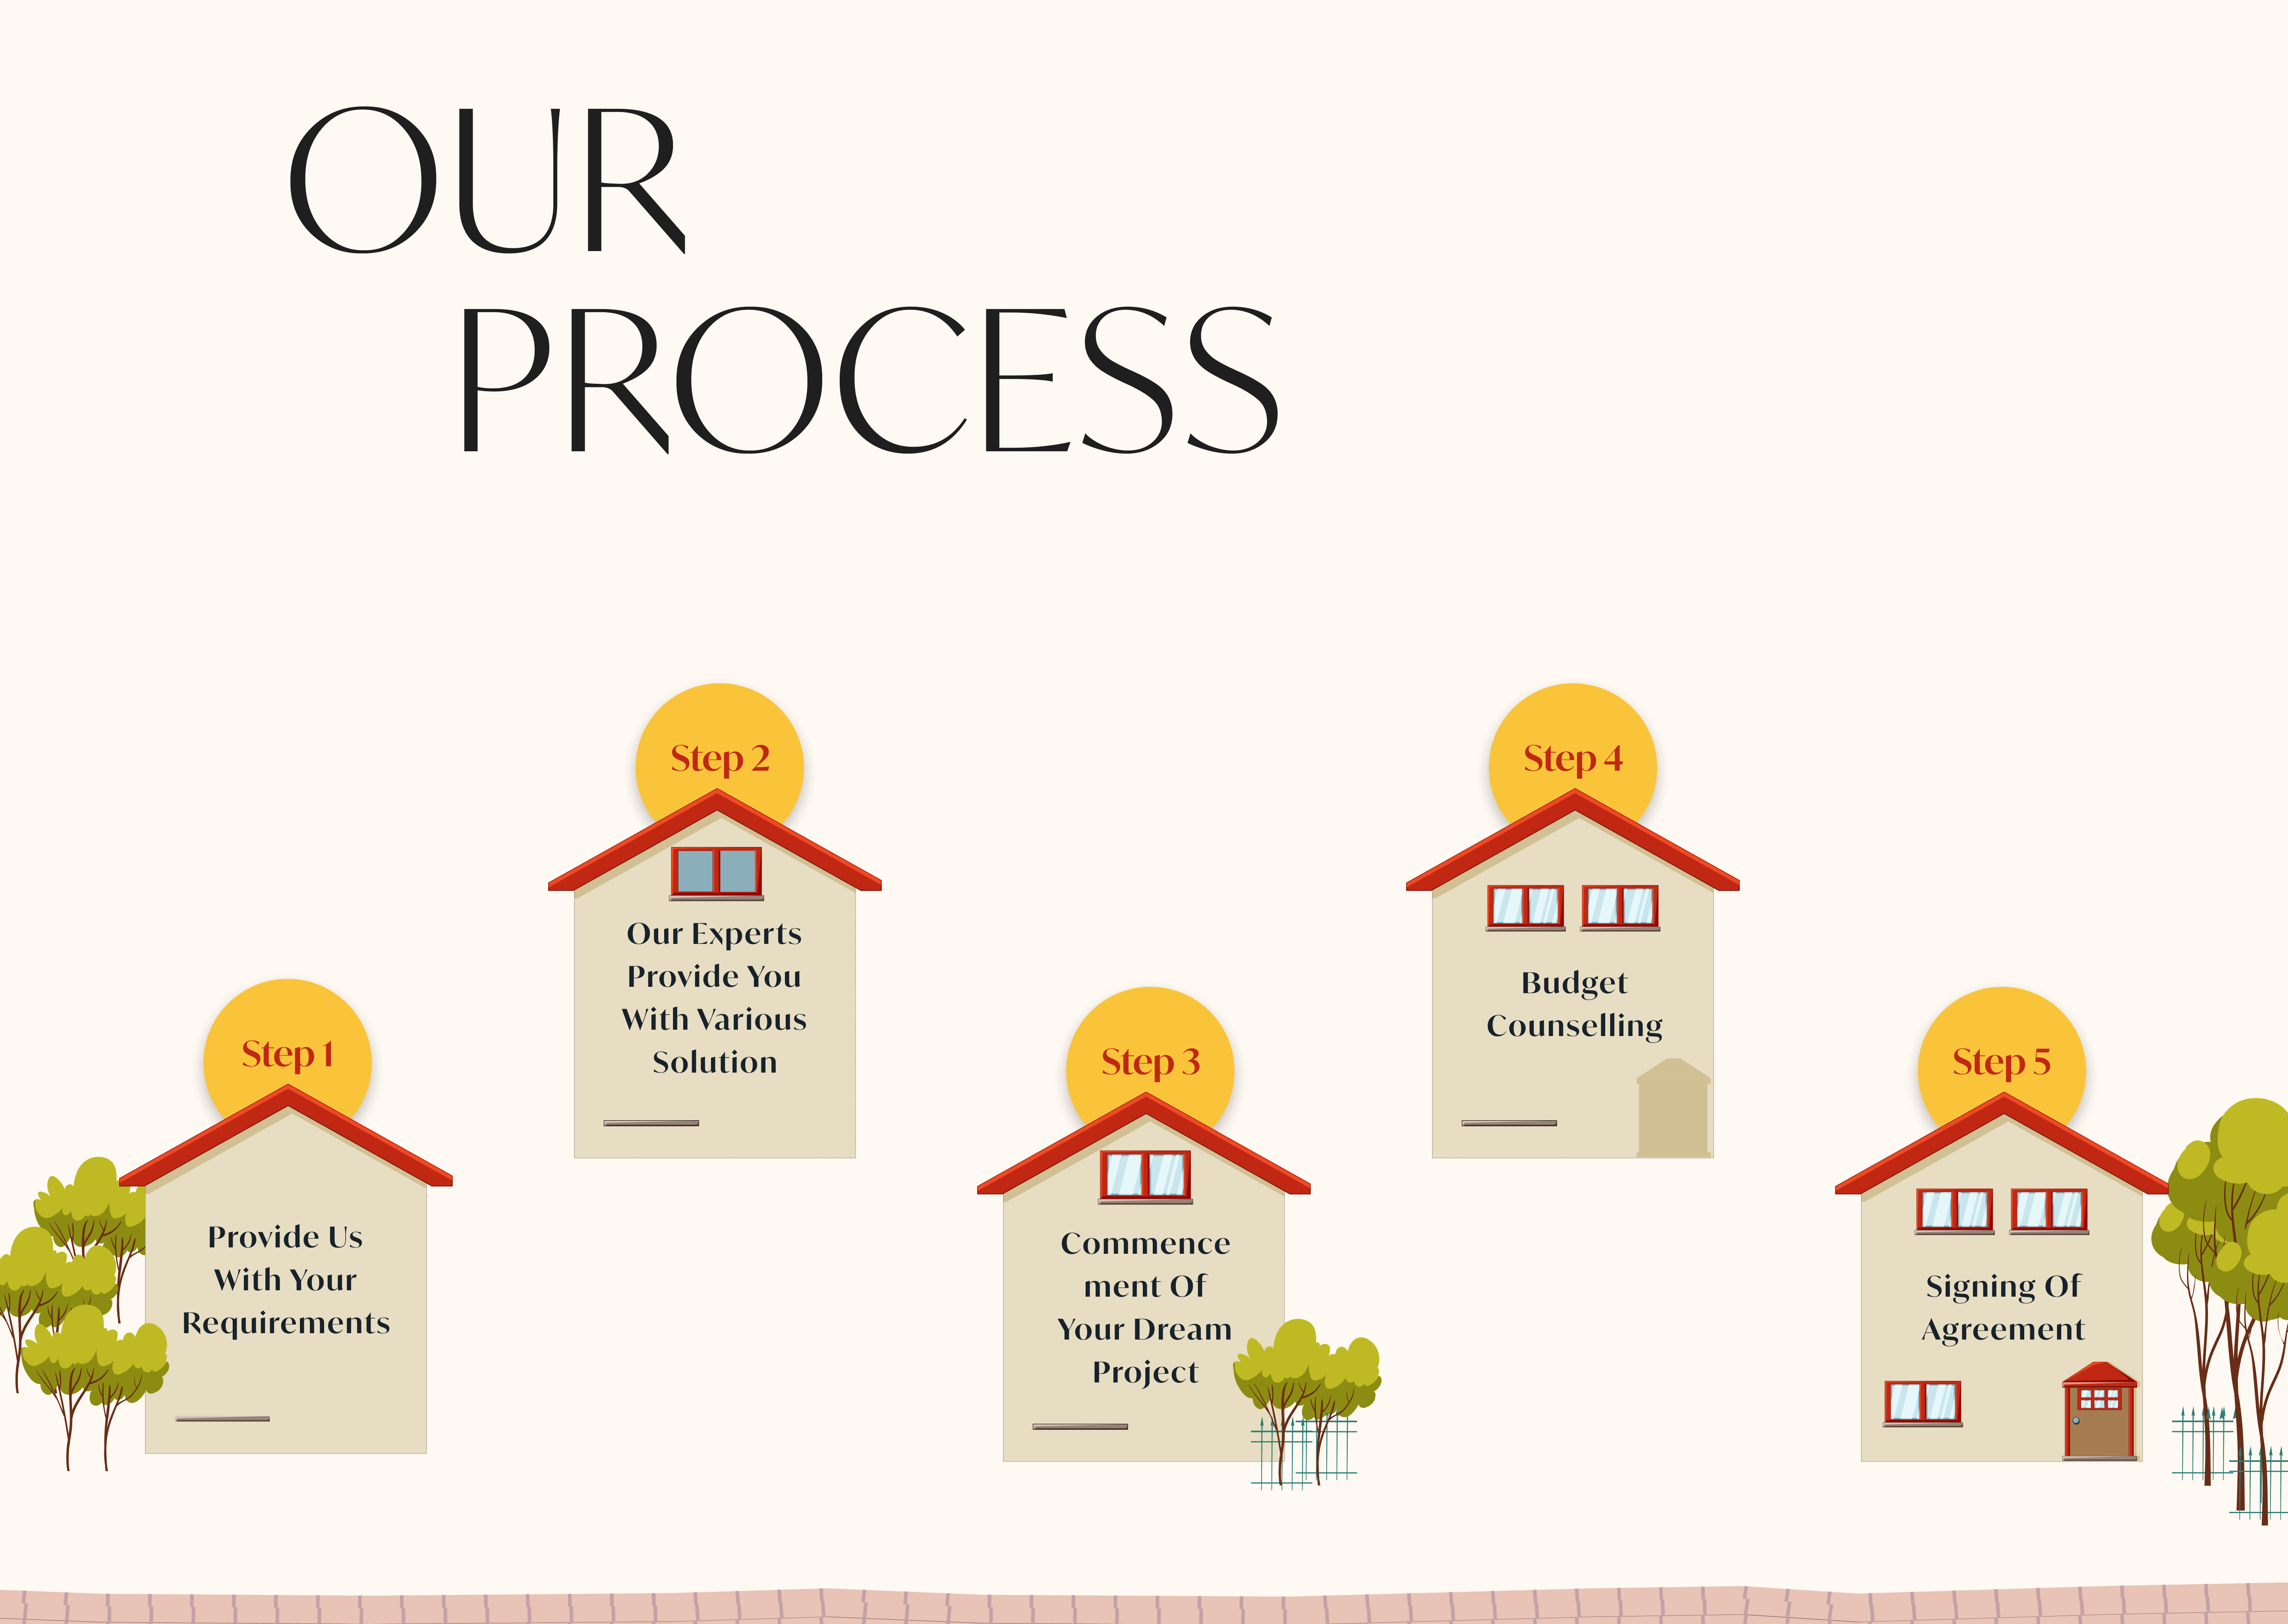 OUR
PROCESS
Step 1
Provide Us
With Your
Requirements
Step 2
Our Experts
Provide You
With Various
Solution
Step 3
Commence
ment Of
Your Dream
Project
Step 4
Budget
Counselling
Step 5
Signing Of
Agreement